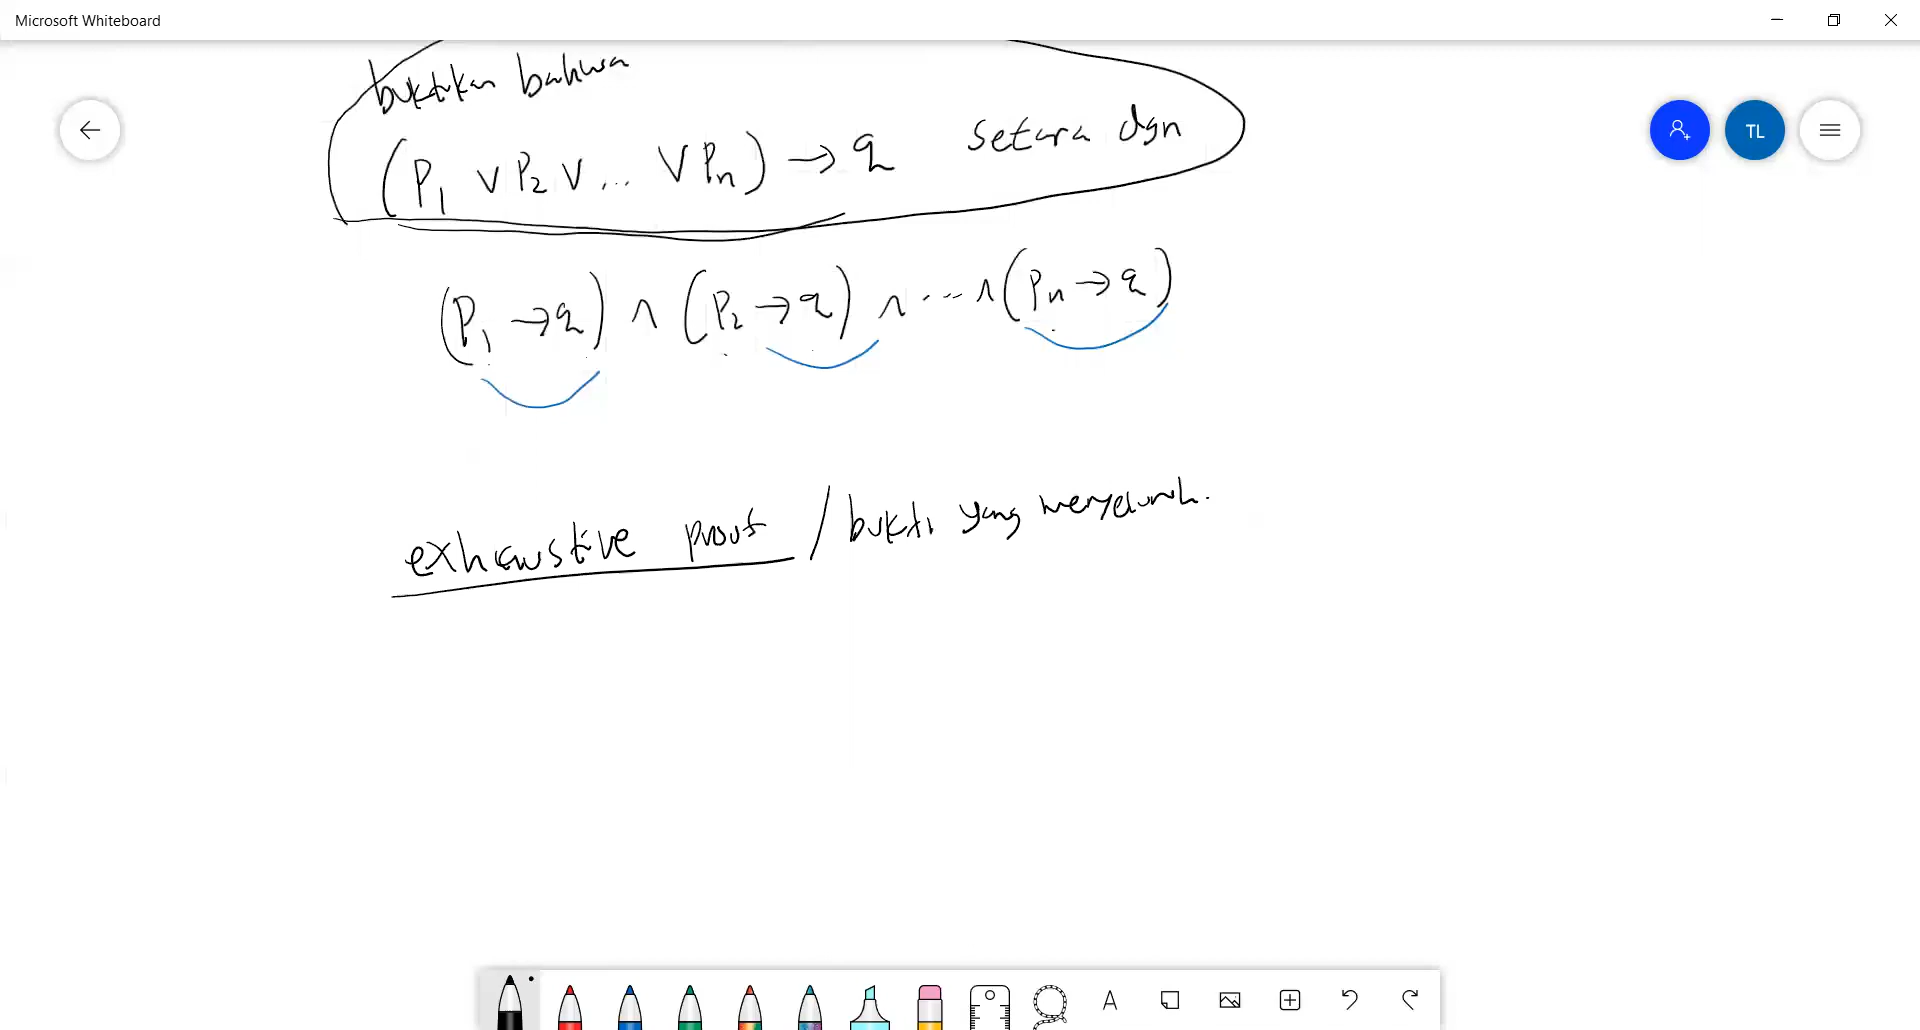 Microsoft Whiteboard
buktikan bahwa
(P₁ ∨ P₂ ∨ ... ∨ Pₙ) → q setara dgn
TL
(P₁ → q) ∧ (P₂ → q) ∧ ... ∧ (Pₙ → q)
exhaustive proof / bukti yang menyeluruh.
A